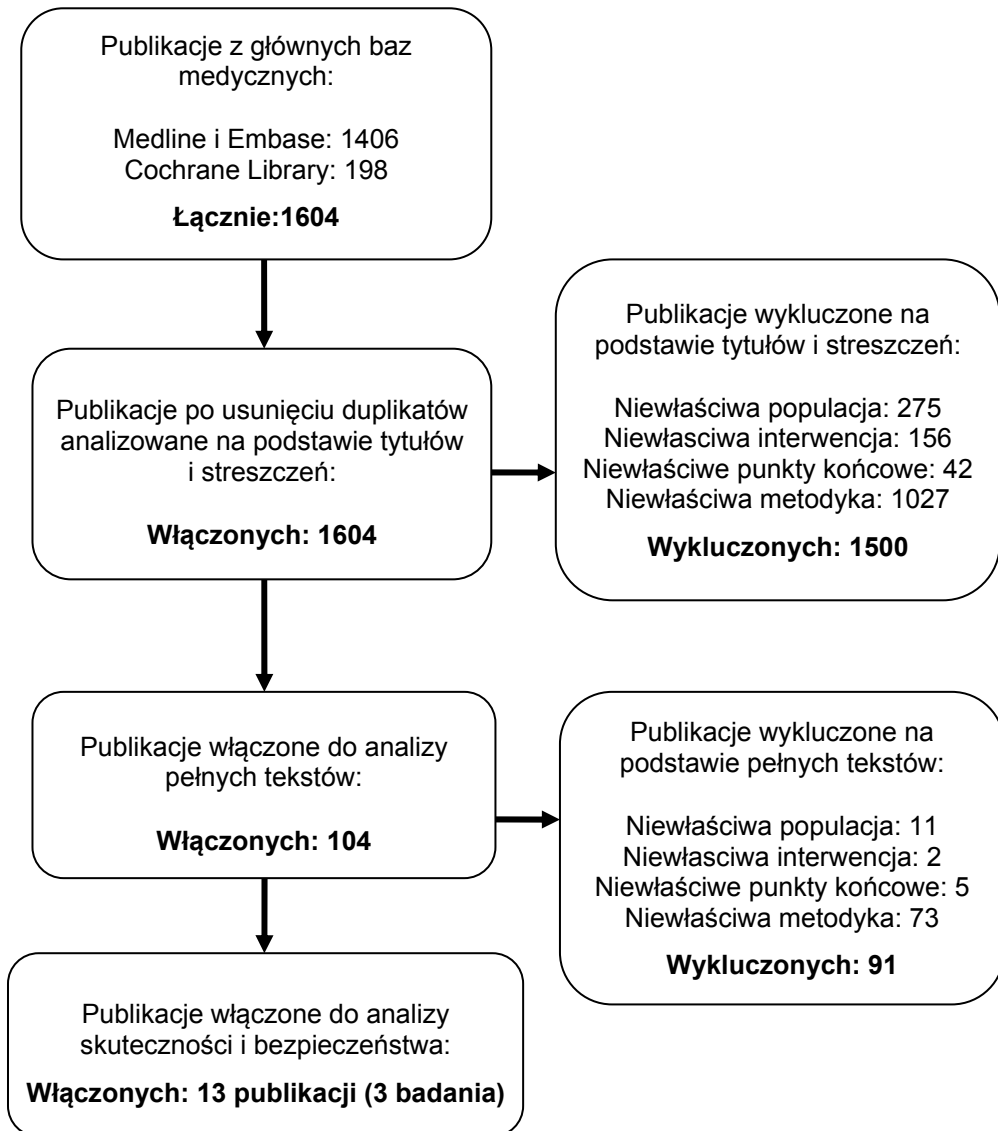 Publikacje z głównych baz
medycznych:
Medline i Embase: 1406
Cochrane Library: 198
Łącznie:1604
Publikacje po usunięciu duplikatów
analizowane na podstawie tytułów
i streszczeń:
Włączonych: 1604
Publikacje wykluczone na
podstawie tytułów i streszczeń:
Niewłaściwa populacja: 275
Niewłasciwa interwencja: 156
Niewłaściwe punkty końcowe: 42
Niewłaściwa metodyka: 1027
Wykluczonych: 1500
Publikacje włączone do analizy
pełnych tekstów:
Włączonych: 104
Publikacje wykluczone na
podstawie pełnych tekstów:
Niewłaściwa populacja: 11
Niewłasciwa interwencja: 2
Niewłaściwe punkty końcowe: 5
Niewłaściwa metodyka: 73
Wykluczonych: 91
Publikacje włączone do analizy
skuteczności i bezpieczeństwa:
Włączonych: 13 publikacji (3 badania)